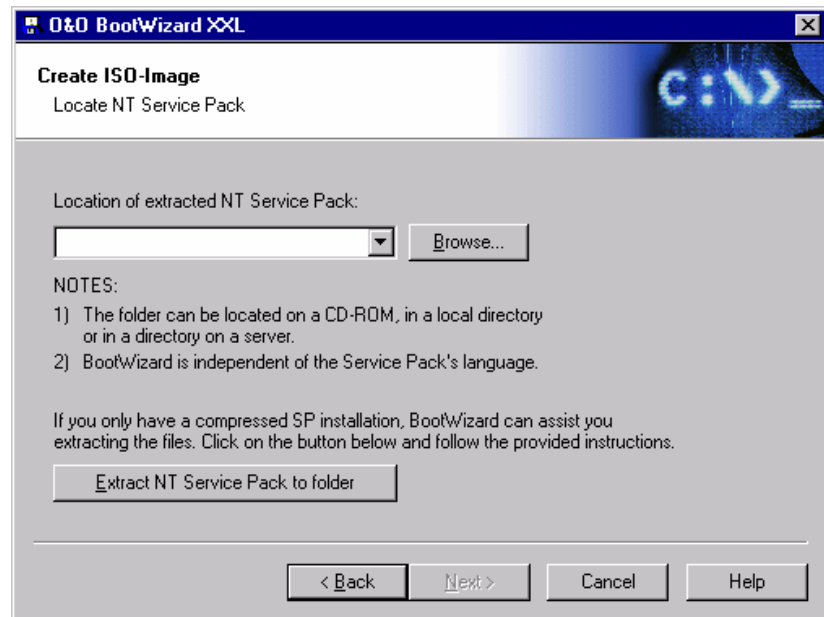 O&O BootWizard XXL
Create ISO-Image
Locate NT Service Pack
C:\>_
Location of extracted NT Service Pack:
Browse...
NOTES:
1) The folder can be located on a CD-ROM, in a local directory
or in a directory on a server.
2) BootWizard is independent of the Service Pack's language.
If you only have a compressed SP installation, BootWizard can assist you
extracting the files. Click on the button below and follow the provided instructions.
Extract NT Service Pack to folder
< Back Next > Cancel Help